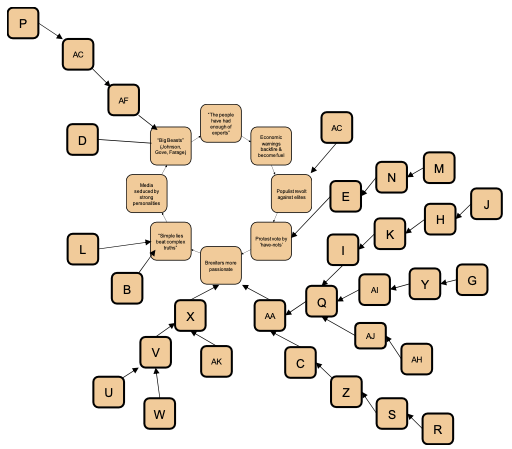 P
AC
AF
"The people
have had
enough of
experts"
AC
D
"Big Beasts"
(Johnson,
Gove, Farage)
Economic
warnings
backfire &
become fuel
M
N
E
Media
seduced by
strong
personalities
Populist revolt
against elites
J
H
K
L
"Simple lies
beat complex
truths"
Protest vote by
'have-nots'
I
B
Brexiters more
passionate
G
Y
AI
Q
X
AA
AJ
V
AK
C
AH
U
W
Z
S
R